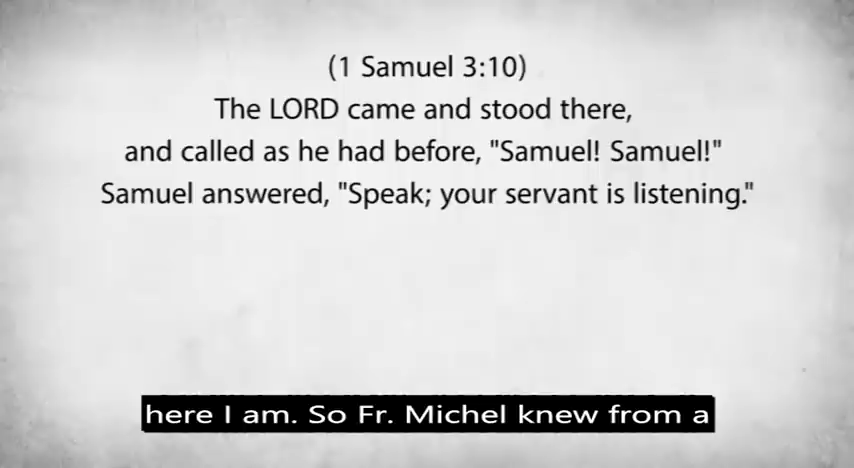 (1 Samuel 3:10)
The LORD came and stood there,
and called as he had before, "Samuel! Samuel!"
Samuel answered, "Speak; your servant is listening."
here I am. So Fr. Michel knew from a